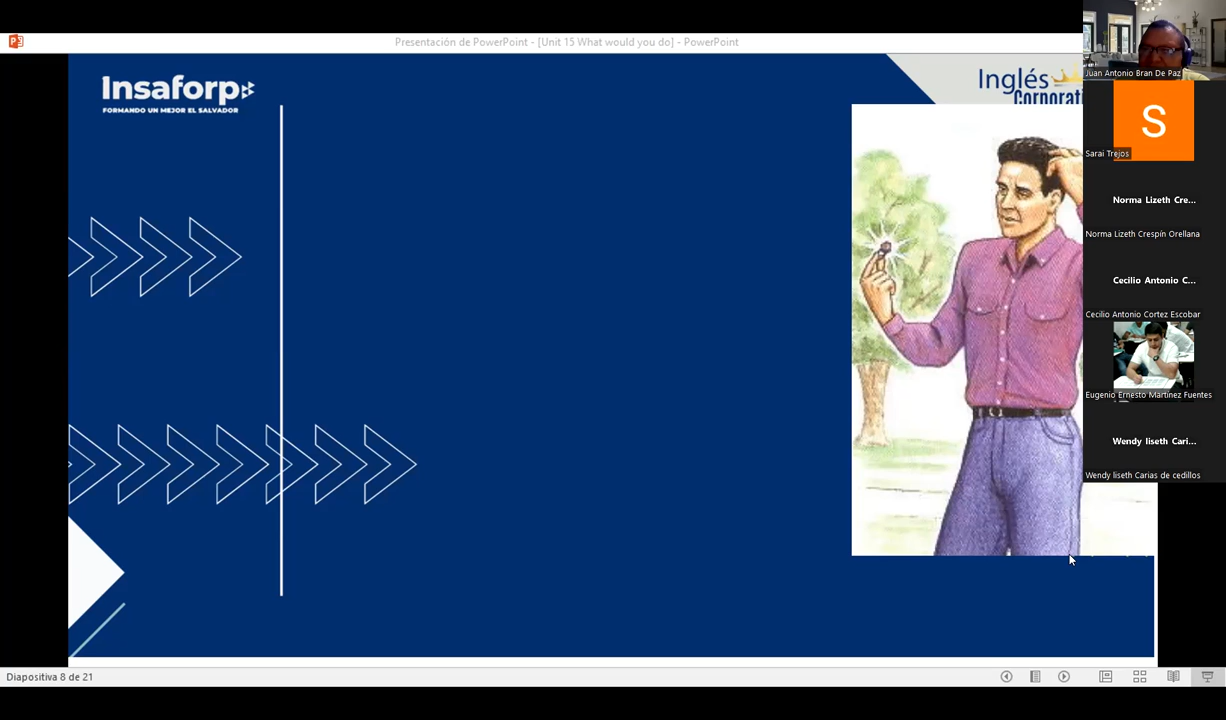 Presentación de PowerPoint - [Unit 15 What would you do] - PowerPoint
Insaforp
FORMANDO UN MEJOR EL SALVADOR
Inglés
Corporati
Juan Antonio Bran De Paz
S
Sarai Trejos
Norma Lizeth Cre...
Norma Lizeth Crespín Orellana
Cecilio Antonio C...
Cecilio Antonio Cortez Escobar
Eugenio Ernesto Martínez Fuentes
Wendy liseth Cari...
Wendy liseth Carias de cedillos
Diapositiva 8 de 21